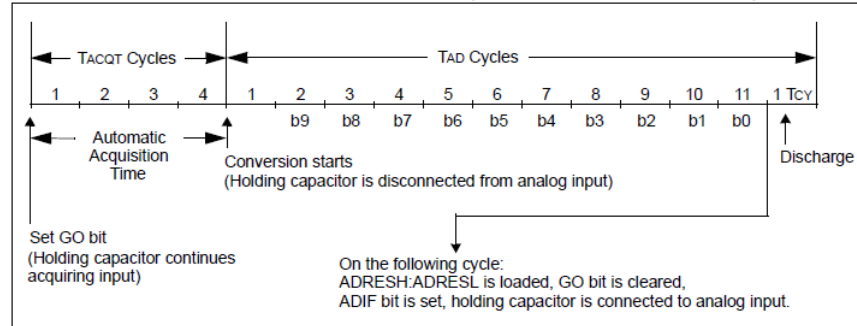 TACQT Cycles
TAD Cycles
1 2 3 4 1 2 3 4 5 6 7 8 9 10 11 1 TCY
b9 b8 b7 b6 b5 b4 b3 b2 b1 b0
Automatic
Acquisition
Time
Conversion starts
(Holding capacitor is disconnected from analog input)
Discharge
Set GO bit
(Holding capacitor continues
acquiring input)
On the following cycle:
ADRESH:ADRESL is loaded, GO bit is cleared,
ADIF bit is set, holding capacitor is connected to analog input.